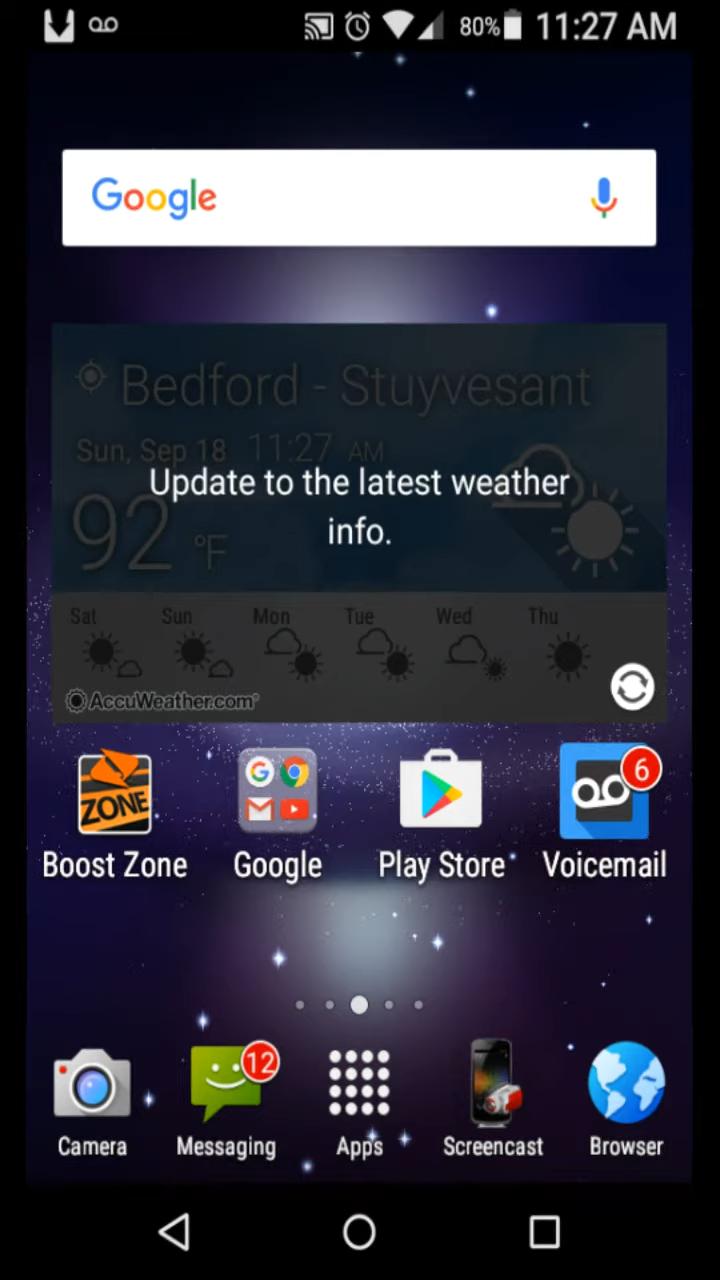 80% 11:27 AM
Google
Bedford - Stuyvesant
Sun, Sep 18 11:27 AM
Update to the latest weather
info.
92 °F
Sat Sun Mon Tue Wed Thu
AccuWeather.com
ZONE
6
Boost Zone Google Play Store Voicemail
12
Camera Messaging Apps Screencast Browser